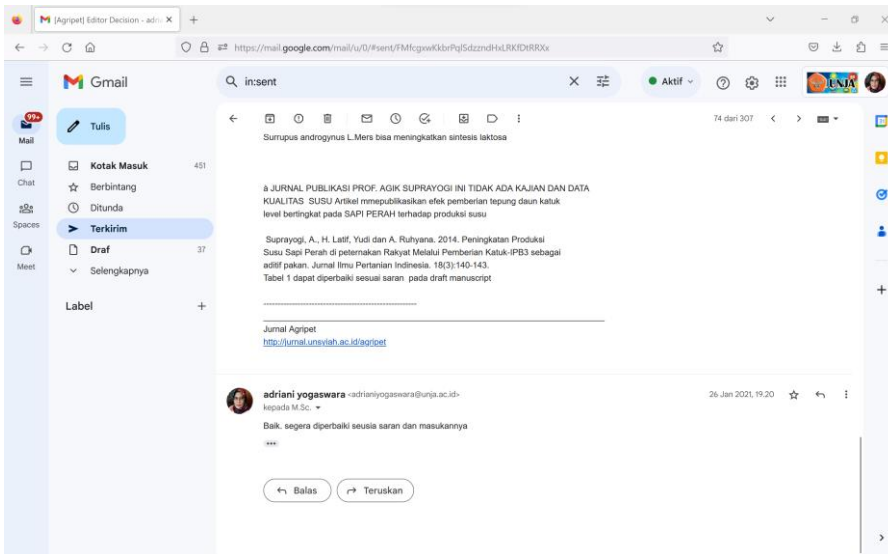 [Agripet] Editor Decision - adria
https://mail.google.com/mail/u/0/#sent/FMfcgxwKkbrPqlSdzzndHxLRKfDtRRXx
Gmail
in:sent
Aktif
UNJA
99+
Mail
Chat
Spaces
Meet
Tulis
Kotak Masuk 451
Berbintang
Ditunda
Terkirim
Draf 37
Selengkapnya
Label
74 dari 307
Surrupus androgynus L.Mers bisa meningkatkan sintesis laktosa
à JURNAL PUBLIKASI PROF. AGIK SUPRAYOGI INI TIDAK ADA KAJIAN DAN DATA
KUALITAS SUSU Artikel mmepublikasikan efek pemberian tepung daun katuk
level bertingkat pada SAPI PERAH terhadap produksi susu
Suprayogi, A., H. Latif, Yudi dan A. Ruhyana. 2014. Peningkatan Produksi
Susu Sapi Perah di peternakan Rakyat Melalui Pemberian Katuk-IPB3 sebagai
aditif pakan. Jurnal Ilmu Pertanian Indinesia. 18(3):140-143.
Tabel 1 dapat diperbaiki sesuai saran pada draft manuscript
Jurnal Agripet
http://jurnal.unsyiah.ac.id/agripet
adriani yogaswara <adrianiyogaswara@unja.ac.id>
26 Jan 2021, 19.20
kepada M.Sc.
Baik. segera diperbaiki seusia saran dan masukannya
Balas
Teruskan